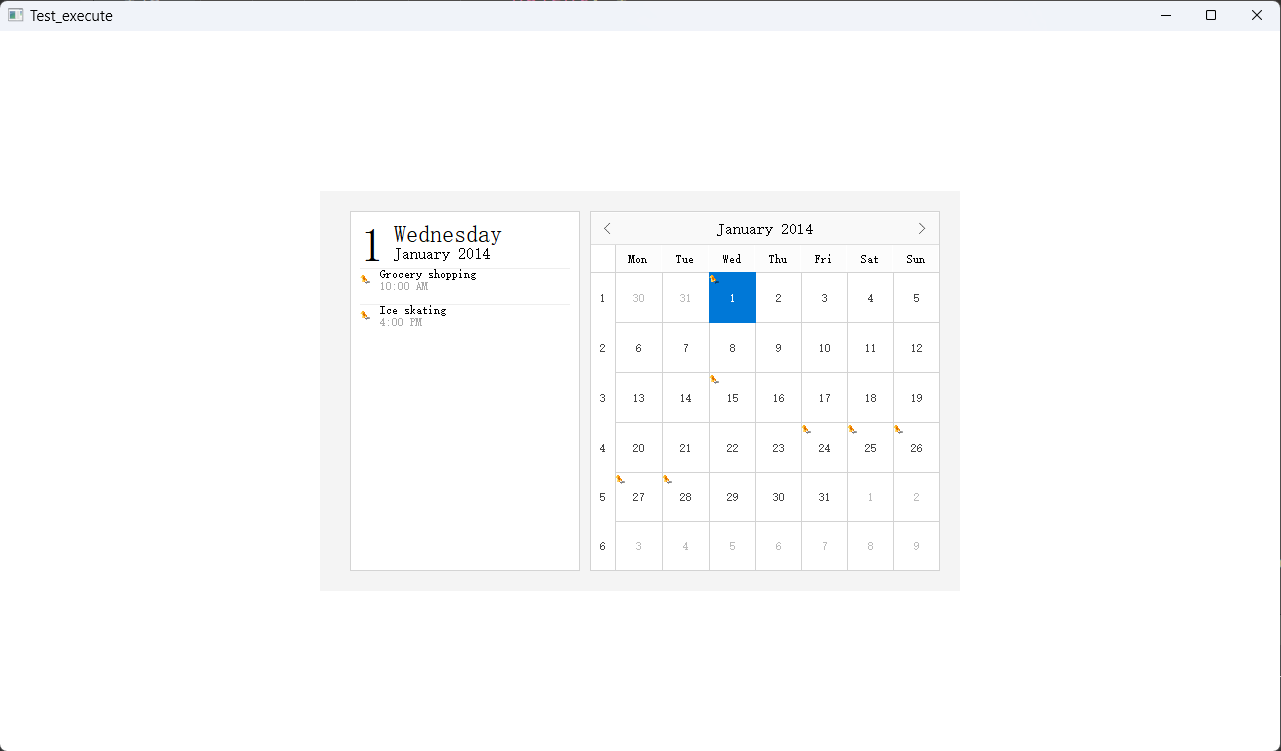 Test_execute
1 Wednesday
January 2014
Grocery shopping
10:00 AM
Ice skating
4:00 PM
January 2014
Mon Tue Wed Thu Fri Sat Sun
1 30 31 1 2 3 4 5
2 6 7 8 9 10 11 12
3 13 14 15 16 17 18 19
4 20 21 22 23 24 25 26
5 27 28 29 30 31 1 2
6 3 4 5 6 7 8 9